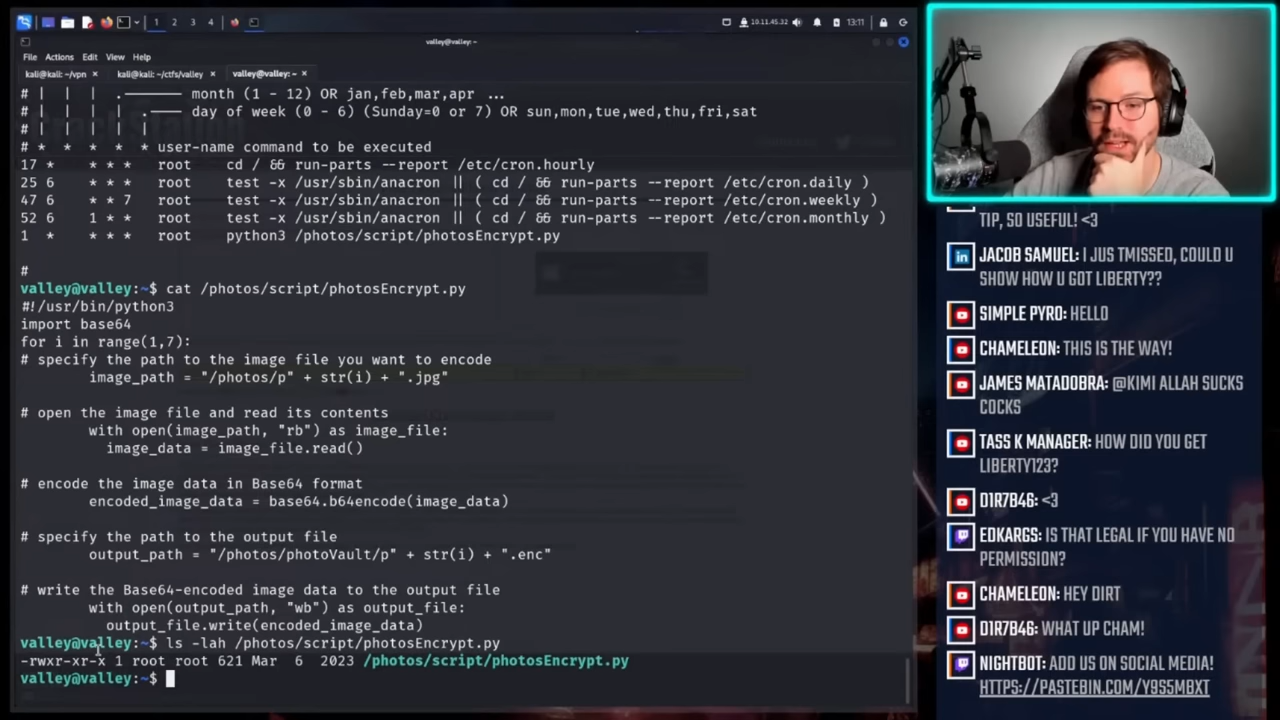 1 2 3 4
10.11.45.32 13:11
valley@valley: ~
File Actions Edit View Help
kali@kali: ~/vpn × kali@kali: ~/ctfs/valley × valley@valley: ~ ×
# | | | .———— month (1 - 12) OR jan,feb,mar,apr ...
# | | | | .——— day of week (0 - 6) (Sunday=0 or 7) OR sun,mon,tue,wed,thu,fri,sat
# | | | | |
# * * * * * user-name command to be executed
17 * * * * root cd / && run-parts --report /etc/cron.hourly
25 6 * * * root test -x /usr/sbin/anacron || ( cd / && run-parts --report /etc/cron.daily )
47 6 * * 7 root test -x /usr/sbin/anacron || ( cd / && run-parts --report /etc/cron.weekly )
52 6 1 * * root test -x /usr/sbin/anacron || ( cd / && run-parts --report /etc/cron.monthly )
1 * * * * root python3 /photos/script/photosEncrypt.py
#
valley@valley:~$ cat /photos/script/photosEncrypt.py
#!/usr/bin/python3
import base64
for i in range(1,7):
# specify the path to the image file you want to encode
image_path = "/photos/p" + str(i) + ".jpg"
# open the image file and read its contents
with open(image_path, "rb") as image_file:
image_data = image_file.read()
# encode the image data in Base64 format
encoded_image_data = base64.b64encode(image_data)
# specify the path to the output file
output_path = "/photos/photoVault/p" + str(i) + ".enc"
# write the Base64-encoded image data to the output file
with open(output_path, "wb") as output_file:
output_file.write(encoded_image_data)
valley@valley:~$ ls -lah /photos/script/photosEncrypt.py
-rwxr-xr-x 1 root root 621 Mar 6 2023 /photos/script/photosEncrypt.py
valley@valley:~$
TIP, SO USEFUL! <3
JACOB SAMUEL: I JUS TMISSED, COULD U
SHOW HOW U GOT LIBERTY??
SIMPLE PYRO: HELLO
CHAMELEON: THIS IS THE WAY!
JAMES MATADOBRA: @KIMI ALLAH SUCKS
COCKS
TASS K MANAGER: HOW DID YOU GET
LIBERTY123?
D1R7B46: <3
EDKARGS: IS THAT LEGAL IF YOU HAVE NO
PERMISSION?
CHAMELEON: HEY DIRT
D1R7B46: WHAT UP CHAM!
NIGHTBOT: ADD US ON SOCIAL MEDIA!
HTTPS://PASTEBIN.COM/Y9S5MBXT